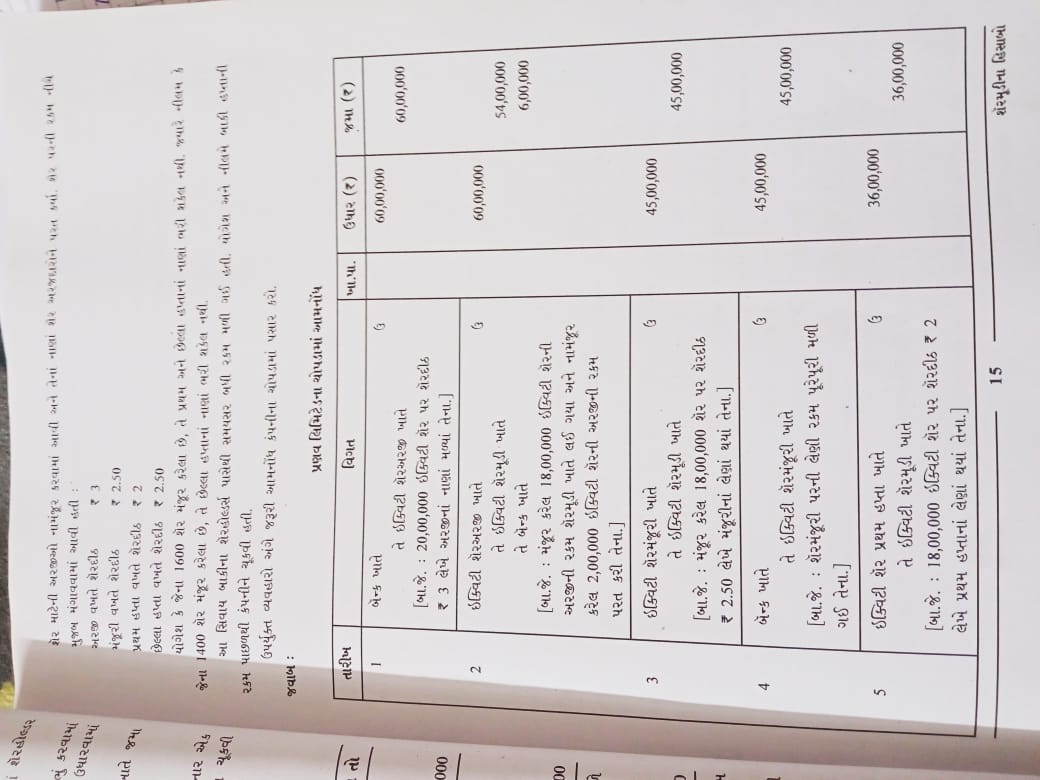 શેર માટેની અરજીઓ નામંજૂર કરવામાં આવી અને તેનાં નાણાં શેર અરજદારોને પરત કર્યાં. શેર પરની રકમ નીચે
મુજબ મંગાવવામાં આવી હતી :
અરજી વખતે શેરદીઠ ₹ 3
મંજૂરી વખતે શેરદીઠ ₹ 2.50
પ્રથમ હપ્તા વખતે શેરદીઠ ₹ 2
છેલ્લા હપ્તા વખતે શેરદીઠ ₹ 2.50
યોગેશ કે જેના 1600 શેર મંજૂર કરેલા છે, તે પ્રથમ અને છેલ્લા હપ્તાનાં નાણાં ભરી શકેલ નથી. જ્યારે નીલમ કે
જેના 1400 શેર મંજૂર કરેલા છે, તે છેલ્લા હપ્તાનાં નાણાં ભરી શકેલ નથી.
આ સિવાય બાકીના શેરહોલ્ડર્સ પાસેથી સમયસર બધી રકમ મળી ગઈ હતી. યોગેશ અને નીલમે બાકી હપ્તાની
રકમ પાછળથી કંપનીને ચૂકવી હતી.
ઉપર્યુક્ત વ્યવહારો અંગે જરૂરી આમનોંધ કંપનીના ચોપડામાં પસાર કરો.
જવાબ :
પ્રણવ લિમિટેડના ચોપડામાં આમનોંધ
તારીખ વિગત ખા.પા. ઉધાર (₹) જમા (₹)
1 બેન્ક ખાતે ઉ 60,00,000
તે ઇક્વિટી શેરઅરજી ખાતે 60,00,000
[બા.જે. : 20,00,000 ઇક્વિટી શેર પર શેરદીઠ
₹ 3 લેખે અરજીનાં નાણાં મળ્યાં તેના.]
2 ઇક્વિટી શેરઅરજી ખાતે ઉ 60,00,000
તે ઇક્વિટી શેરમૂડી ખાતે 54,00,000
તે બેન્ક ખાતે 6,00,000
[બા.જે. : મંજૂર કરેલ 18,00,000 ઇક્વિટી શેરની
અરજીની રકમ શેરમૂડી ખાતે લઈ ગયા અને નામંજૂર
કરેલ 2,00,000 ઇક્વિટી શેરની અરજીની રકમ
પરત કરી તેના.]
3 ઇક્વિટી શેરમંજૂરી ખાતે ઉ 45,00,000
તે ઇક્વિટી શેરમૂડી ખાતે 45,00,000
[બા.જે. : મંજૂર કરેલ 18,00,000 શેર પર શેરદીઠ
₹ 2.50 લેખે મંજૂરીનાં લેણાં થયાં તેના.]
4 બેન્ક ખાતે ઉ 45,00,000
તે ઇક્વિટી શેરમંજૂરી ખાતે 45,00,000
[બા.જે. : શેરમંજૂરી પરની લેણી રકમ પૂરેપૂરી મળી
ગઈ તેના.]
5 ઇક્વિટી શેર પ્રથમ હપ્તા ખાતે ઉ 36,00,000
તે ઇક્વિટી શેરમૂડી ખાતે 36,00,000
[બા.જે. : 18,00,000 ઇક્વિટી શેર પર શેરદીઠ ₹ 2
લેખે પ્રથમ હપ્તાનાં લેણાં થયાં તેના.]
15 શેરમૂડીના હિસાબો